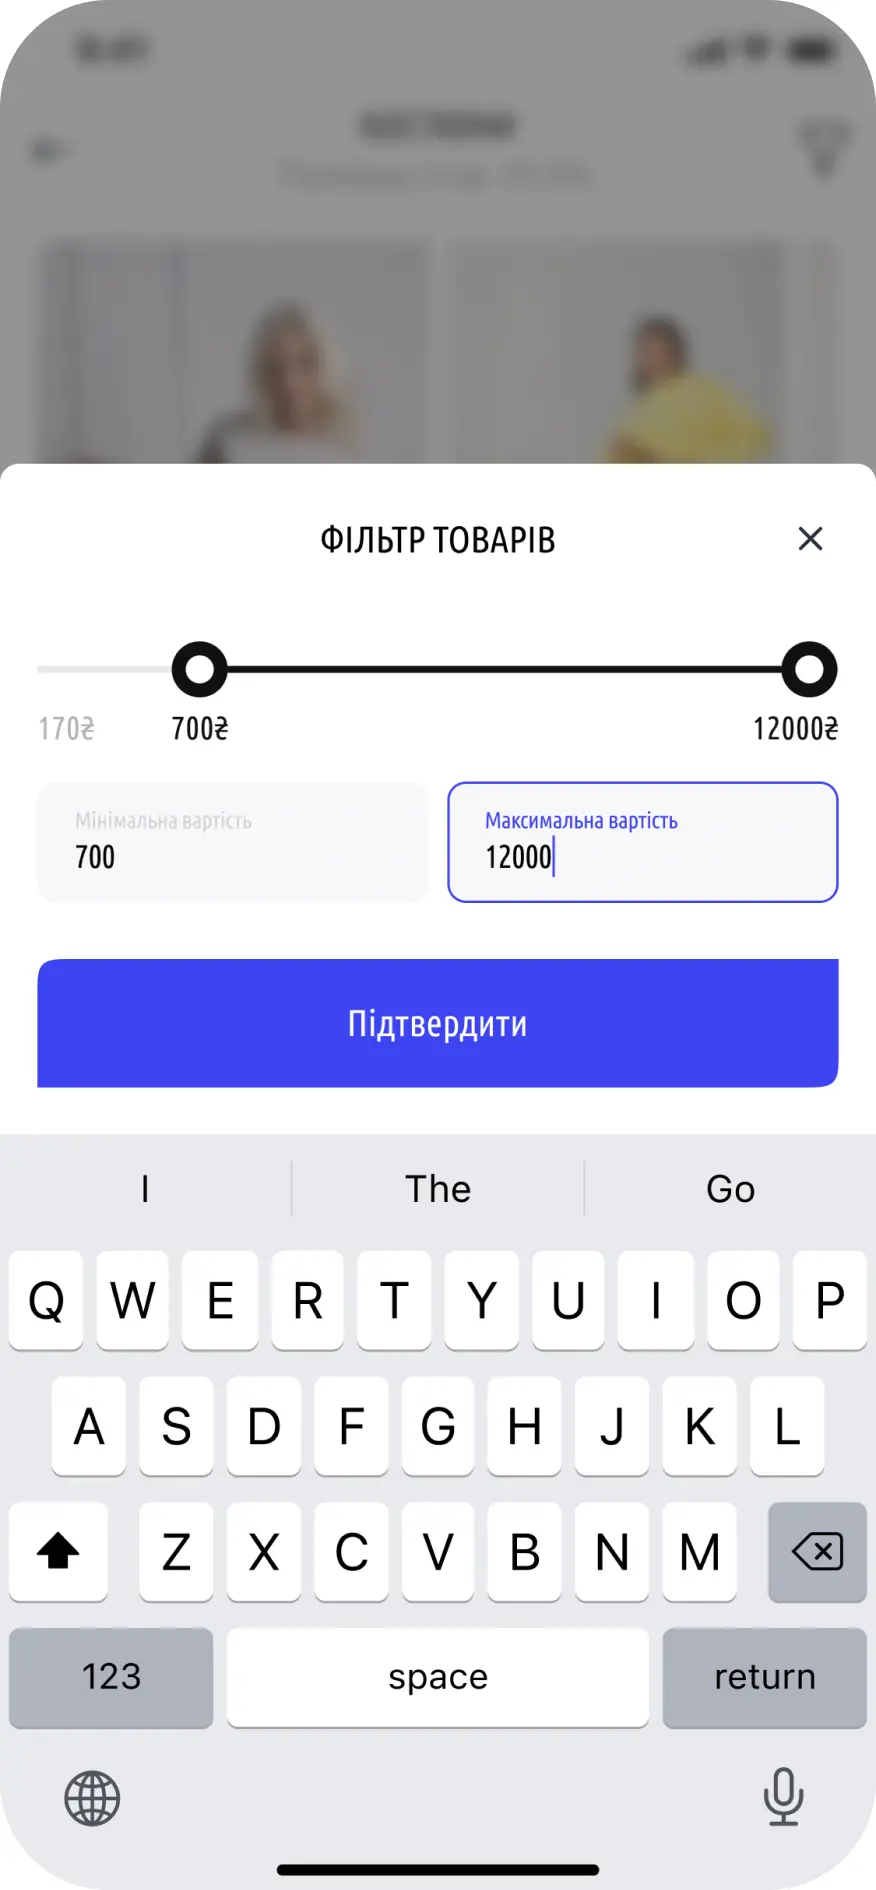 ФІЛЬТР ТОВАРІВ
170₴ 700₴ 12000₴
Мінімальна вартість
700
Максимальна вартість
12000
Підтвердити
I The Go
Q W E R T Y U I O P
A S D F G H J K L
Z X C V B N M
123 space return